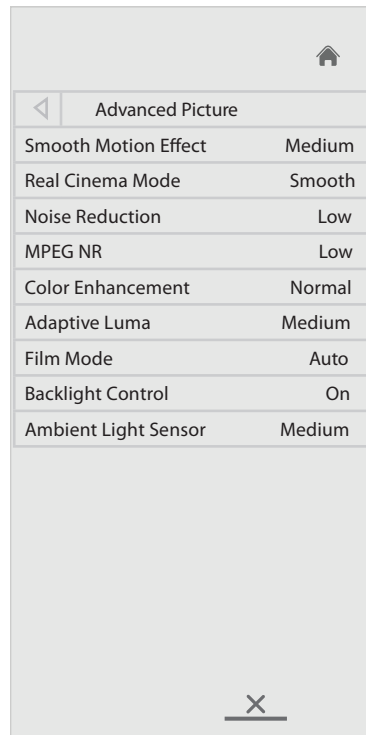 Advanced Picture
Smooth Motion Effect Medium
Real Cinema Mode Smooth
Noise Reduction Low
MPEG NR Low
Color Enhancement Normal
Adaptive Luma Medium
Film Mode Auto
Backlight Control On
Ambient Light Sensor Medium